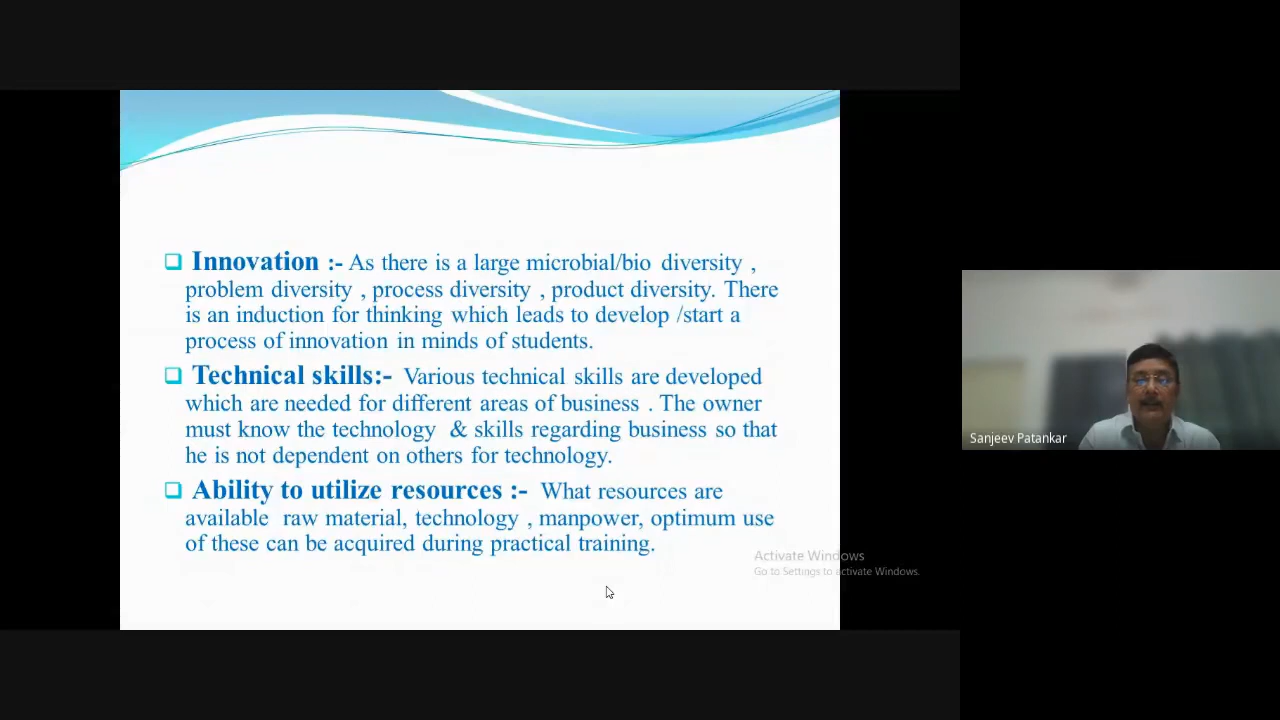 Innovation :- As there is a large microbial/bio diversity ,
problem diversity , process diversity , product diversity. There
is an induction for thinking which leads to develop /start a
process of innovation in minds of students.
Technical skills:- Various technical skills are developed
which are needed for different areas of business . The owner
must know the technology & skills regarding business so that
he is not dependent on others for technology.
Ability to utilize resources :- What resources are
available raw material, technology , manpower, optimum use
of these can be acquired during practical training.
Activate Windows
Go to Settings to activate Windows.
Sanjeev Patankar